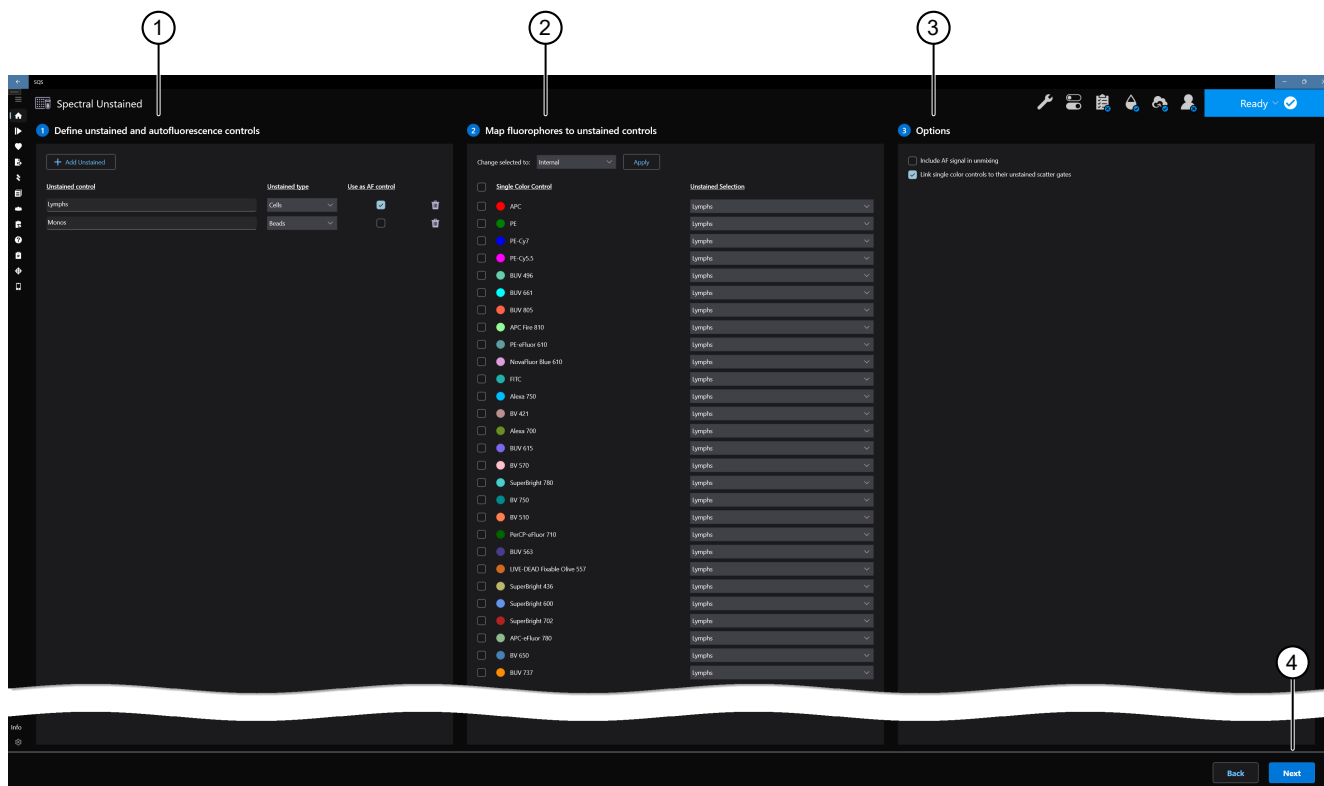 1
2
3
SQS
Spectral Unstained
Ready
1 Define unstained and autofluorescence controls
2 Map fluorophores to unstained controls
3 Options
+ Add Unstained
Unstained control Unstained type Use as AF control
Lymphs Cells
Monos Beads
Change selected to: Internal Apply
Single Color Control Unstained Selection
APC Lymphs
PE Lymphs
PE-Cy7 Lymphs
PE-Cy5.5 Lymphs
BUV 496 Lymphs
BUV 661 Lymphs
BUV 805 Lymphs
APC Fire 810 Lymphs
PE-eFluor 610 Lymphs
NovaFluor Blue 610 Lymphs
FITC Lymphs
Alexa 750 Lymphs
BV 421 Lymphs
Alexa 700 Lymphs
BUV 615 Lymphs
BV 570 Lymphs
SuperBright 780 Lymphs
BV 750 Lymphs
BV 510 Lymphs
PerCP-eFluor 710 Lymphs
BUV 563 Lymphs
LIVE-DEAD Fixable Olive 557 Lymphs
SuperBright 436 Lymphs
SuperBright 600 Lymphs
SuperBright 702 Lymphs
APC-eFluor 780 Lymphs
BV 650 Lymphs
BUV 737 Lymphs
Include AF signal in unmixing
Link single color controls to their unstained scatter gates
4
Info
Back Next